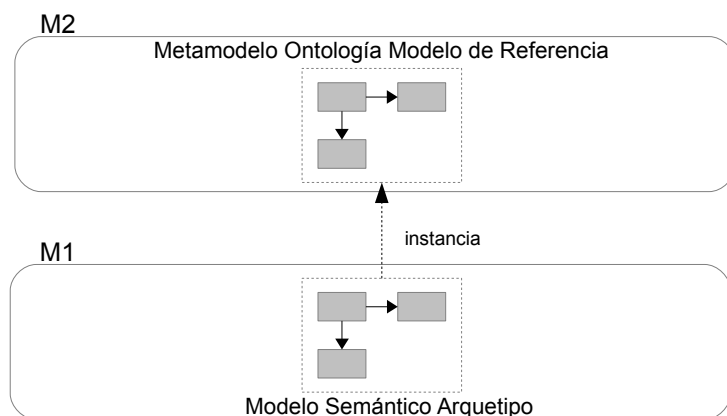 M2
Metamodelo Ontología Modelo de Referencia
instancia
M1
Modelo Semántico Arquetipo